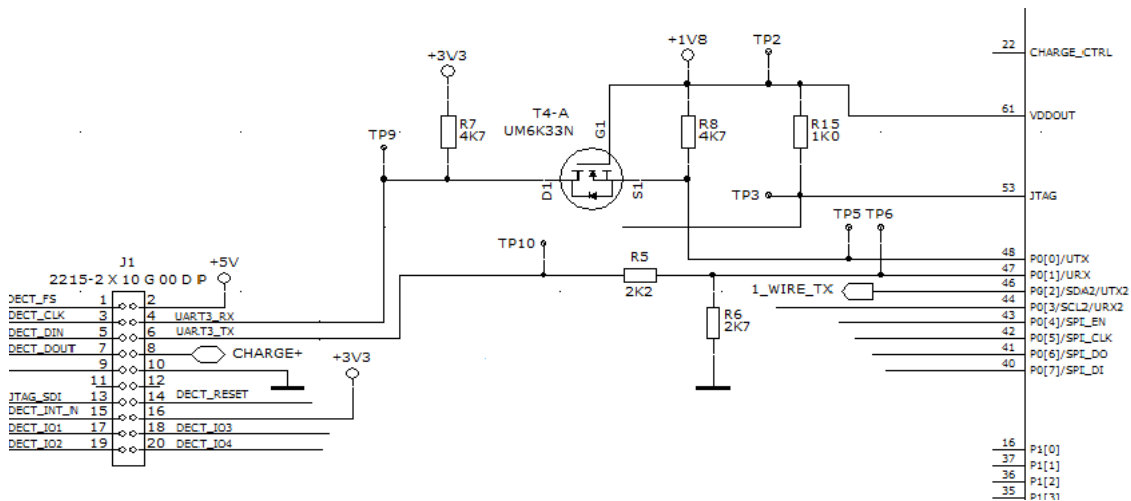 +3V3
+1V8
TP2
22 CHARGE_CTRL
T4-A
UM6K33N
G1
R7
4K7
R8
4K7
R15
1K0
61 VDDOUT
TP9
D1
S1
TP3
53 JTAG
TP5 TP6
TP10
48 P0[0]/UTX
R5
2K2
47 P0[1]/URX
1_WIRE_TX
46 P0[2]/SDA2/UTX2
44 P0[3/SCL2/URX2
R6
2K7
43 P0[4]/SPI_EN
42 P0[5]/SPI_CLK
41 P0[6]/SPI_DO
40 P0[7]/SPI_DI
J1
2215-2 X 10 G 00 D P
+5V
DECT_FS 1 2
DECT_CLK 3 4 UART3_RX
DECT_DIN 5 6 UART3_TX
DECT_DOUT 7 8 CHARGE+
9 10
+3V3
11 12
JTAG_SDI 13 14 DECT_RESET
DECT_INT_IN 15 16
DECT_IO1 17 18 DECT_IO3
DECT_IO2 19 20 DECT_IO4
16 P1[0]
37 P1[1]
36 P1[2]
35 P1[3]